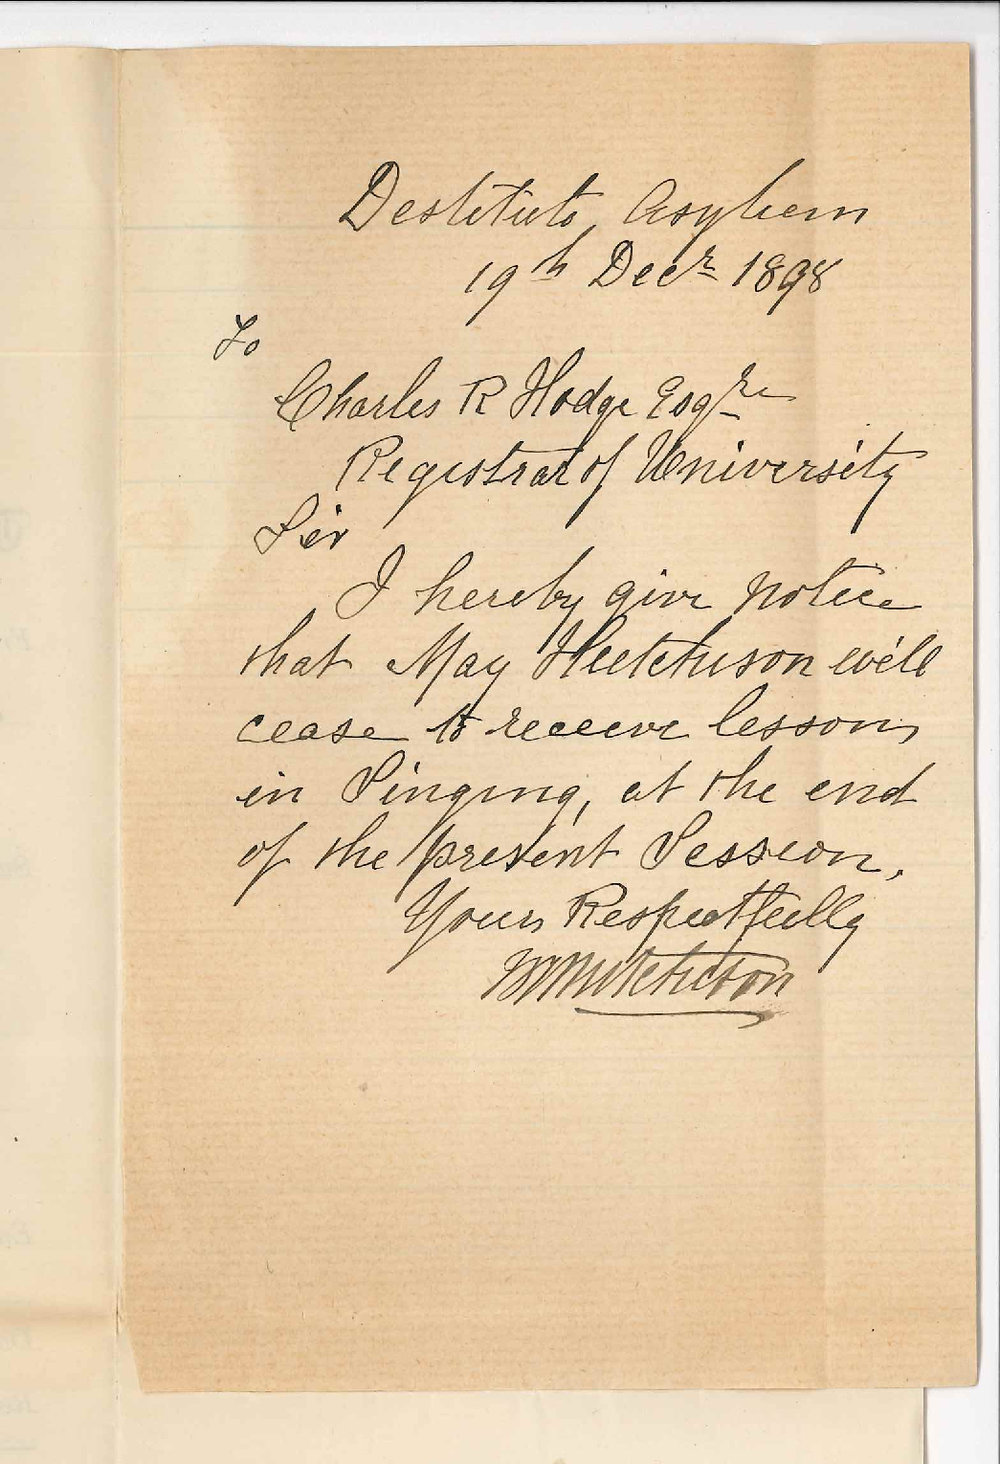 Destitute Asylum
19th Decr 1898
To
Charles R Hodge Esqre
Registrar of University
Sir
I hereby give notice
that May Hutchison will
cease to receive lessons
in Singing, at the end
of the present Session.
Yours Respectfully
Hutchison